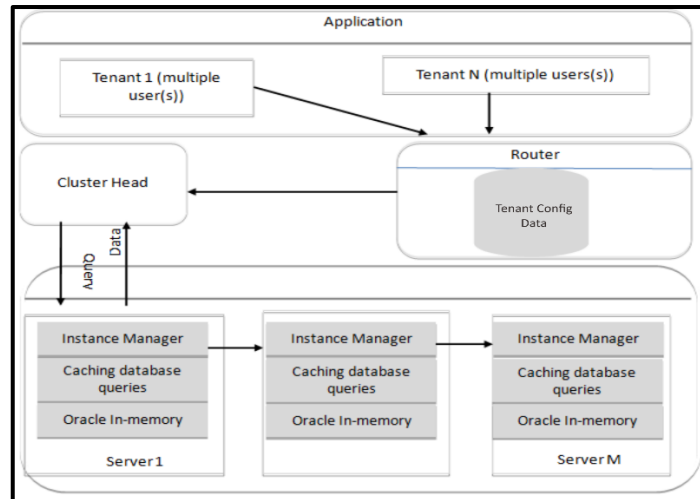 Application
Tenant 1 (multiple
user(s))
Tenant N (multiple users(s))
Router
Cluster Head
Tenant Config
Data
Query
Data
Instance Manager
Caching database
queries
Oracle In-memory
Server 1
Instance Manager
Caching database
queries
Oracle In-memory
Instance Manager
Caching database
queries
Oracle In-memory
Server M